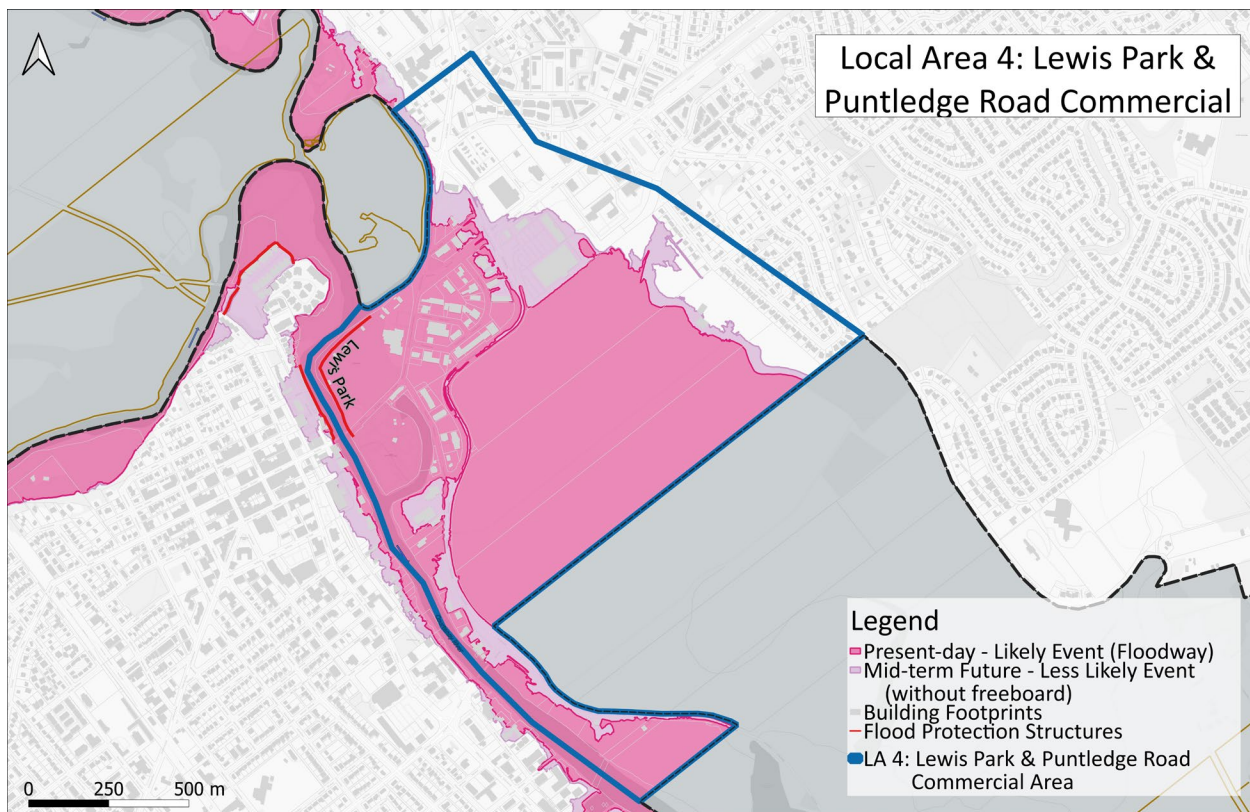 Local Area 4: Lewis Park &
Puntledge Road Commercial
Lewis Park
Legend
Present-day - Likely Event (Floodway)
Mid-term Future - Less Likely Event
(without freeboard)
Building Footprints
Flood Protection Structures
LA 4: Lewis Park & Puntledge Road
Commercial Area
0 250 500 m